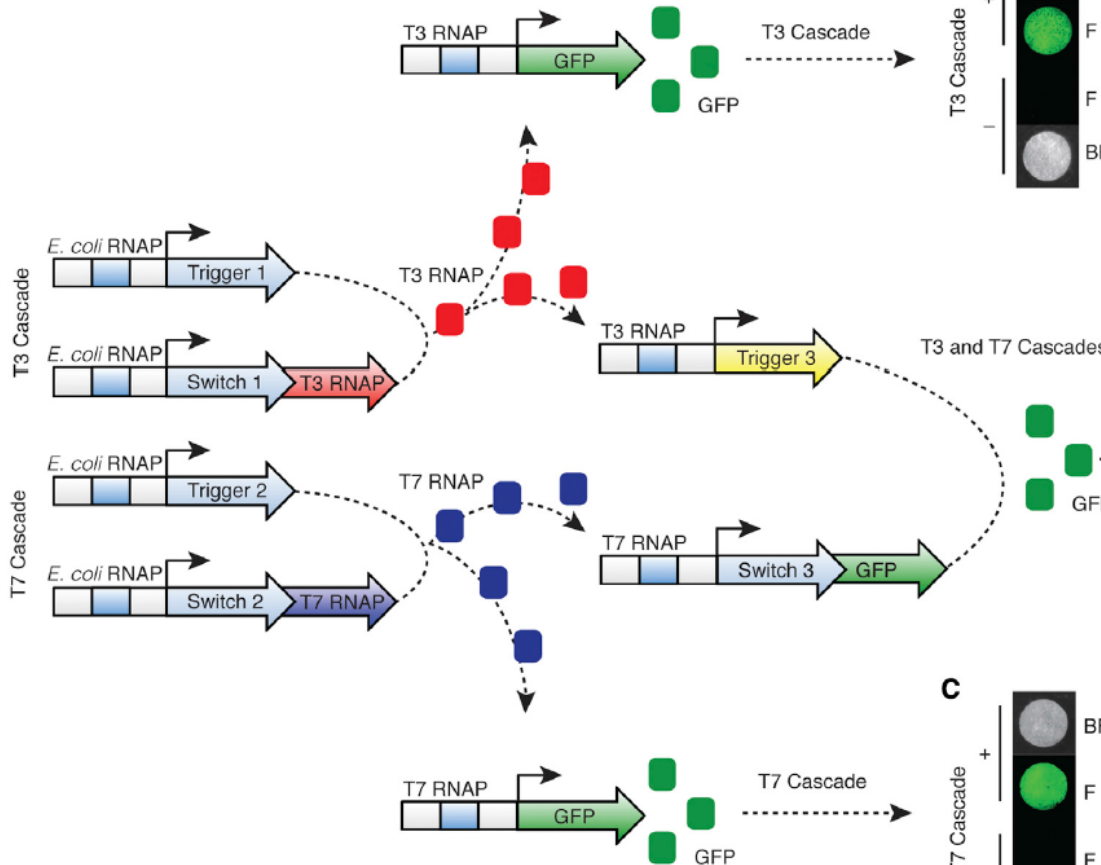 T3 RNAP
GFP
GFP
T3 Cascade
T3 Cascade
+
F
F
–
E. coli RNAP
Trigger 1
T3 Cascade
E. coli RNAP
Switch 1
T3 RNAP
T3 RNAP
T3 RNAP
Trigger 3
T3 and T7 Cascades
E. coli RNAP
Trigger 2
T7 Cascade
E. coli RNAP
Switch 2
T7 RNAP
T7 RNAP
T7 RNAP
Switch 3
GFP
T7 RNAP
GFP
GFP
T7 Cascade
C
+
F